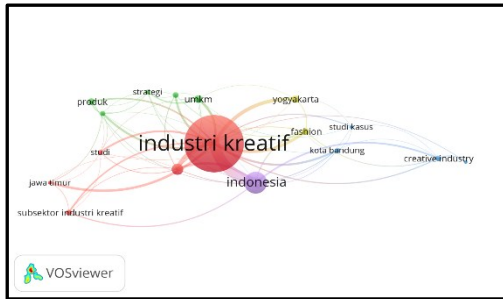 strategi
produk
umkm
yogyakarta
studi kasus
fashion
industri kreatif
kota bandung
studi
creative industry
jawa timur
indonesia
subsektor industri kreatif
VOSviewer